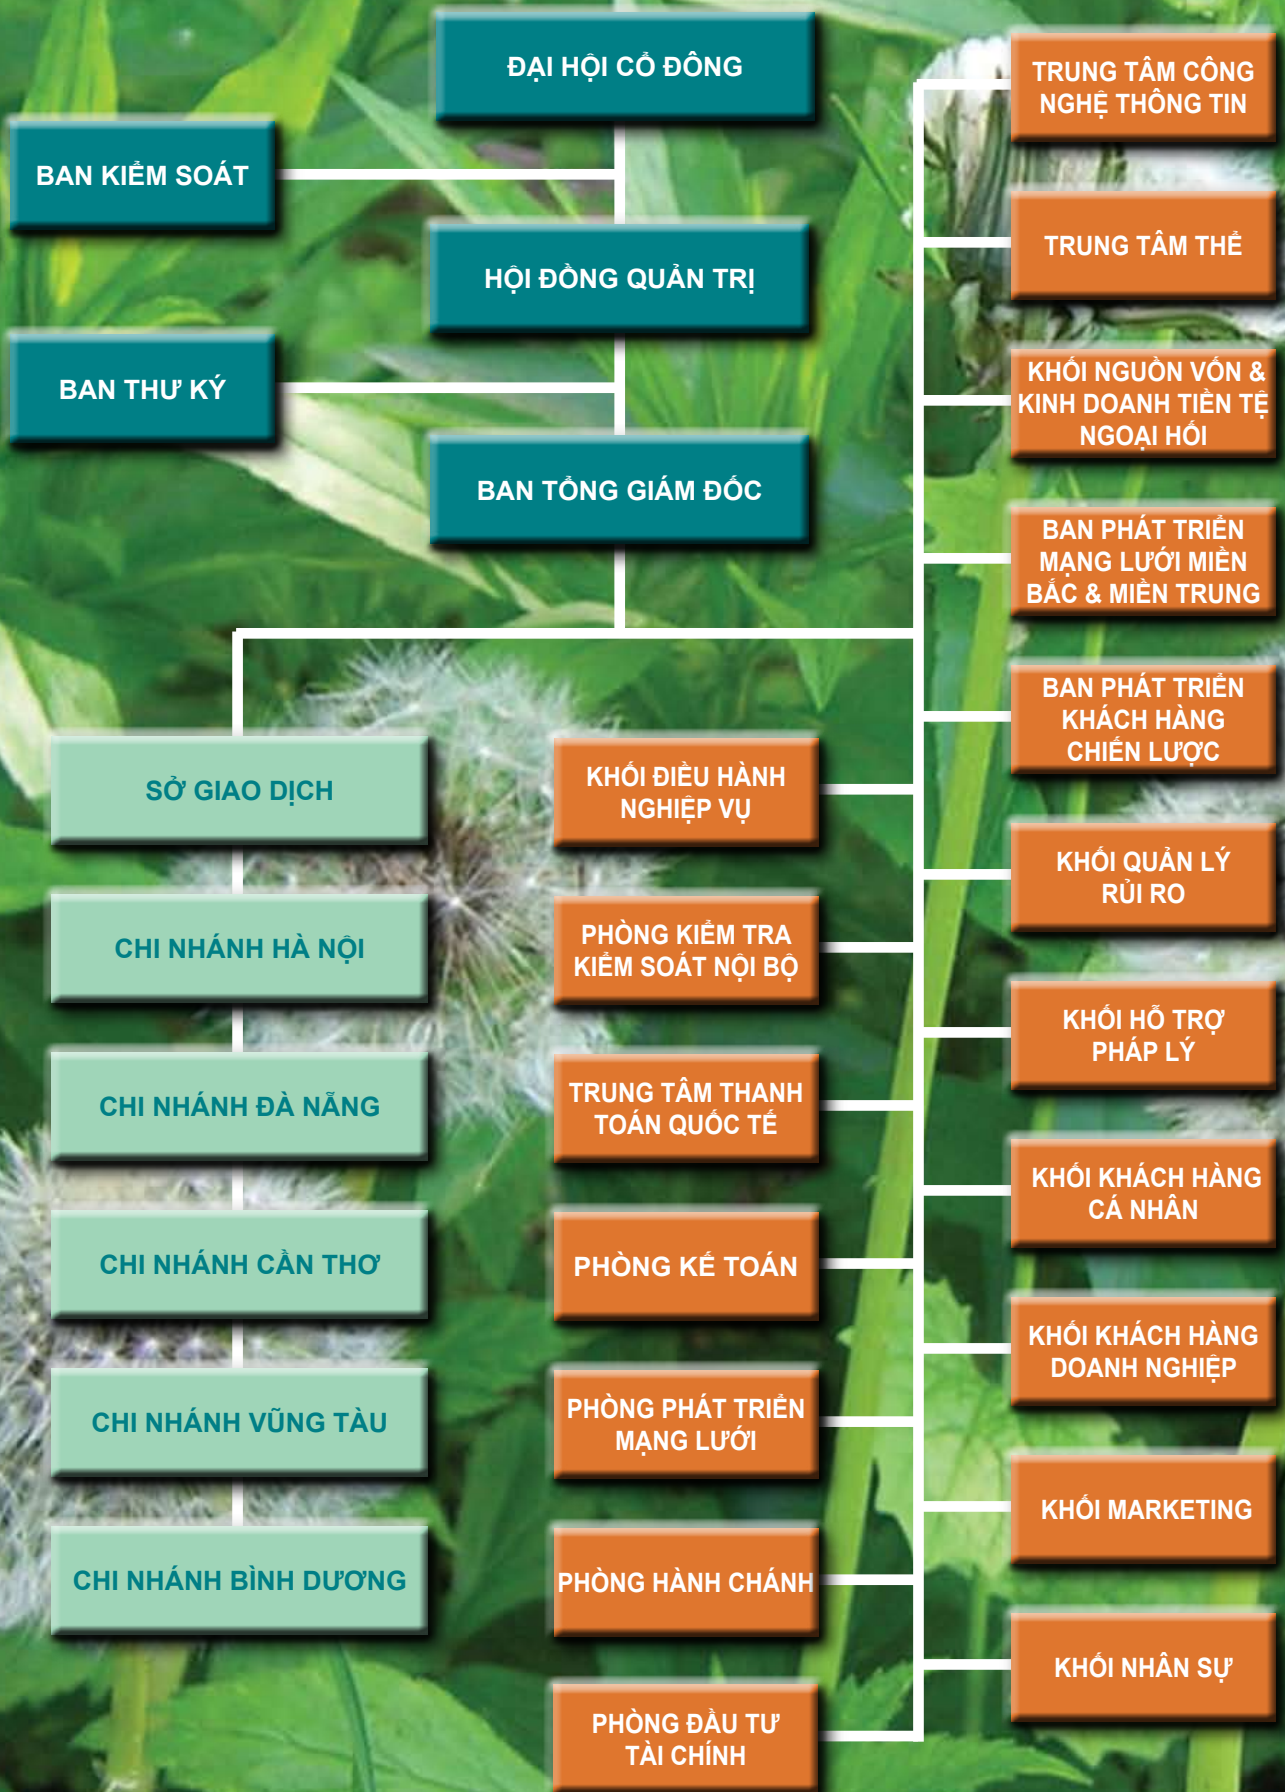 ĐẠI HỘI CỔ ĐÔNG
BAN KIỂM SOÁT
HỘI ĐỒNG QUẢN TRỊ
BAN THƯ KÝ
BAN TỔNG GIÁM ĐỐC
SỞ GIAO DỊCH
CHI NHÁNH HÀ NỘI
CHI NHÁNH ĐÀ NẴNG
CHI NHÁNH CẦN THƠ
CHI NHÁNH VŨNG TÀU
CHI NHÁNH BÌNH DƯƠNG
KHỐI ĐIỀU HÀNH
NGHIỆP VỤ
PHÒNG KIỂM TRA
KIỂM SOÁT NỘI BỘ
TRUNG TÂM THANH
TOÁN QUỐC TẾ
PHÒNG KẾ TOÁN
PHÒNG PHÁT TRIỂN
MẠNG LƯỚI
PHÒNG HÀNH CHÁNH
PHÒNG ĐẦU TƯ
TÀI CHÍNH
TRUNG TÂM CÔNG
NGHỆ THÔNG TIN
TRUNG TÂM THẺ
KHỐI NGUỒN VỐN &
KINH DOANH TIỀN TỆ
NGOẠI HỐI
BAN PHÁT TRIỂN
MẠNG LƯỚI MIỀN
BẮC & MIỀN TRUNG
BAN PHÁT TRIỂN
KHÁCH HÀNG
CHIẾN LƯỢC
KHỐI QUẢN LÝ
RỦI RO
KHỐI HỖ TRỢ
PHÁP LÝ
KHỐI KHÁCH HÀNG
CÁ NHÂN
KHỐI KHÁCH HÀNG
DOANH NGHIỆP
KHỐI MARKETING
KHỐI NHÂN SỰ